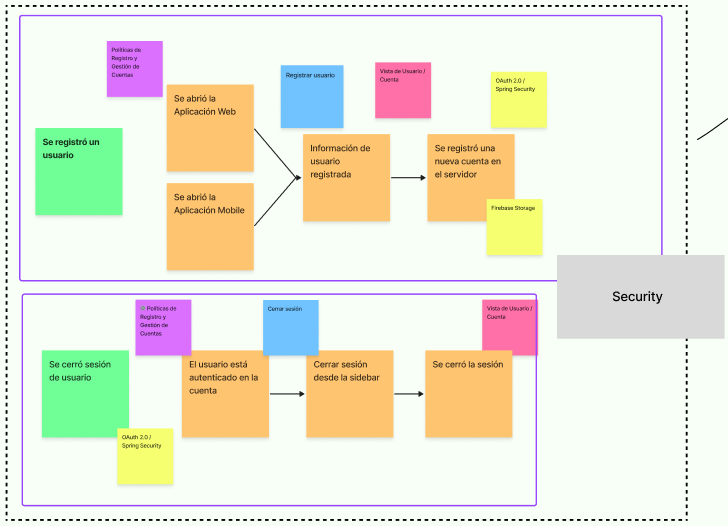 Políticas de
Registro y
Gestión de
Cuentas
Se registró un
usuario
Se abrió la
Aplicación Web
Se abrió la
Aplicación Mobile
Registrar usuario
Información de
usuario
registrada
Vista de Usuario /
Cuenta
Se registró una
nueva cuenta en
el servidor
OAuth 2.0 /
Spring Security
Firebase Storage
Security
Políticas de
Registro y
Gestión de
Cuentas
Se cerró sesión
de usuario
OAuth 2.0 /
Spring Security
El usuario está
autenticado en la
cuenta
Cerrar sesión
Cerrar sesión
desde la sidebar
Vista de Usuario /
Cuenta
Se cerró la sesión